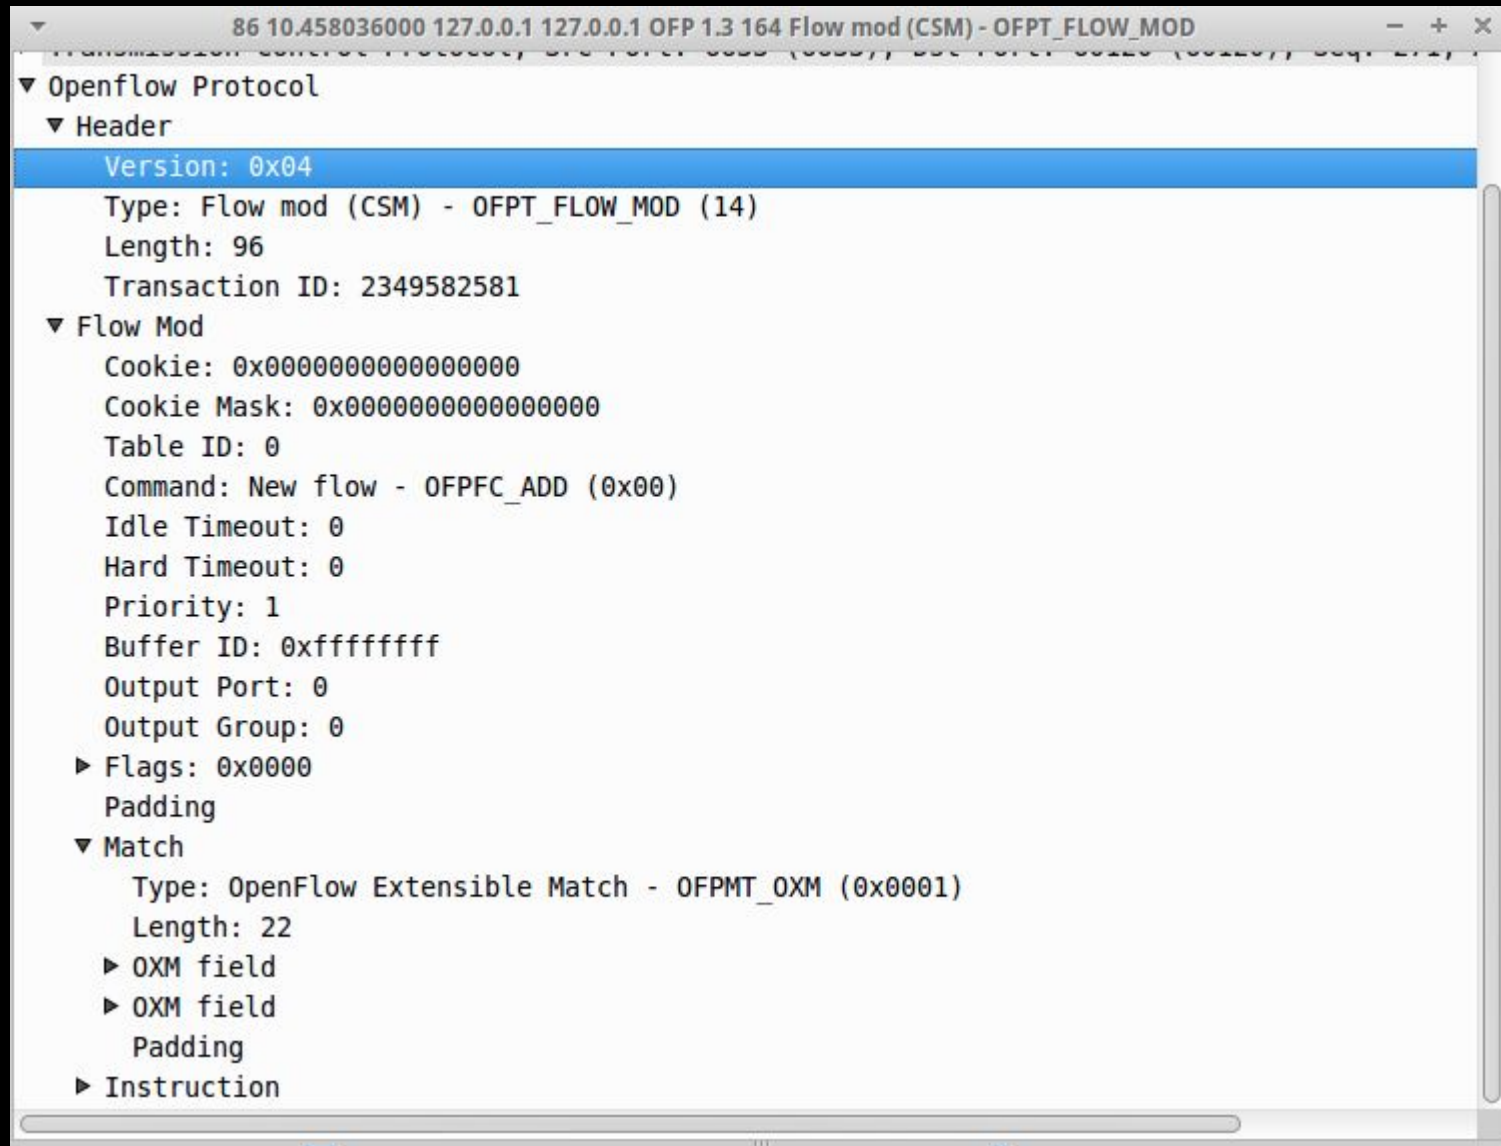 86 10.458036000 127.0.0.1 127.0.0.1 OFP 1.3 164 Flow mod (CSM) - OFPT_FLOW_MOD
Openflow Protocol
Header
Version: 0x04
Type: Flow mod (CSM) - OFPT_FLOW_MOD (14)
Length: 96
Transaction ID: 2349582581
Flow Mod
Cookie: 0x0000000000000000
Cookie Mask: 0x0000000000000000
Table ID: 0
Command: New flow - OFPFC_ADD (0x00)
Idle Timeout: 0
Hard Timeout: 0
Priority: 1
Buffer ID: 0xffffffff
Output Port: 0
Output Group: 0
Flags: 0x0000
Padding
Match
Type: OpenFlow Extensible Match - OFPMT_OXM (0x0001)
Length: 22
OXM field
OXM field
Padding
Instruction